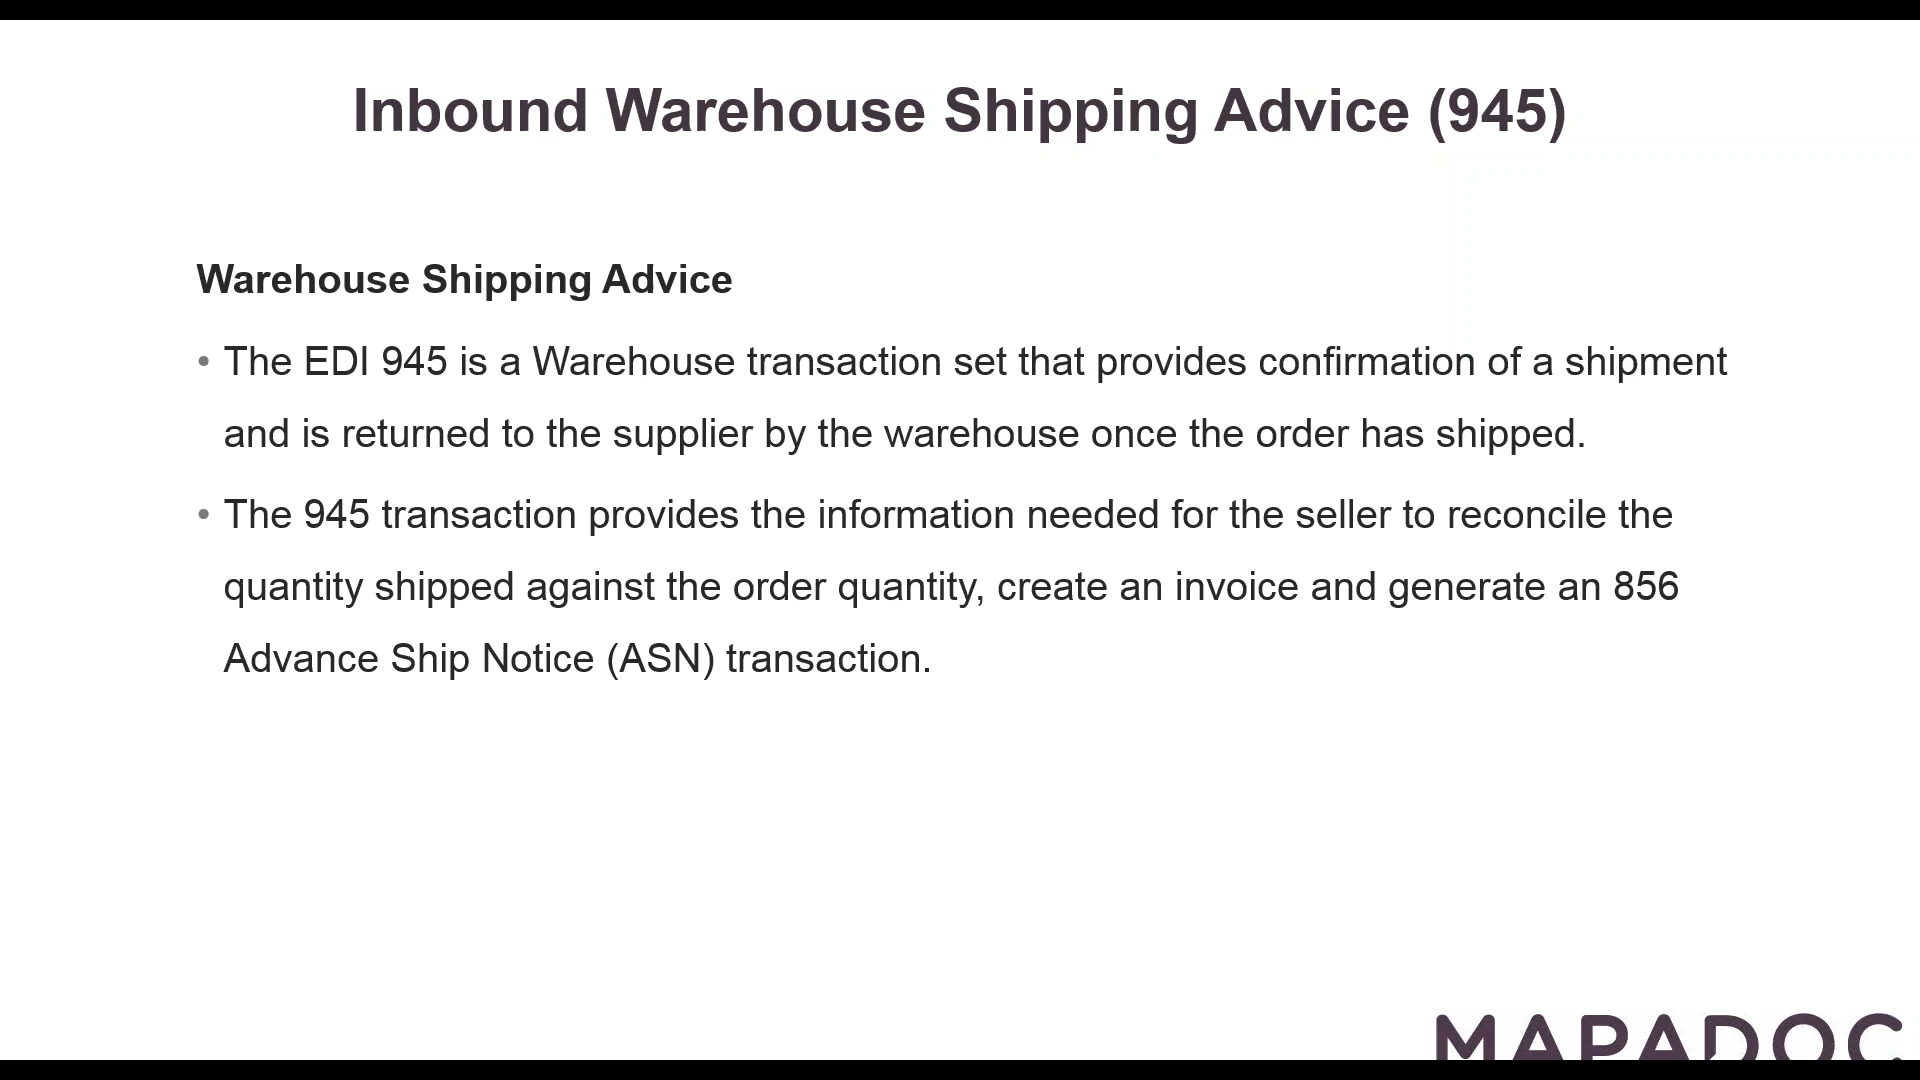 Inbound Warehouse Shipping Advice (945)
Warehouse Shipping Advice
• The EDI 945 is a Warehouse transaction set that provides confirmation of a shipment
and is returned to the supplier by the warehouse once the order has shipped.
• The 945 transaction provides the information needed for the seller to reconcile the
quantity shipped against the order quantity, create an invoice and generate an 856
Advance Ship Notice (ASN) transaction.
MAPADOC